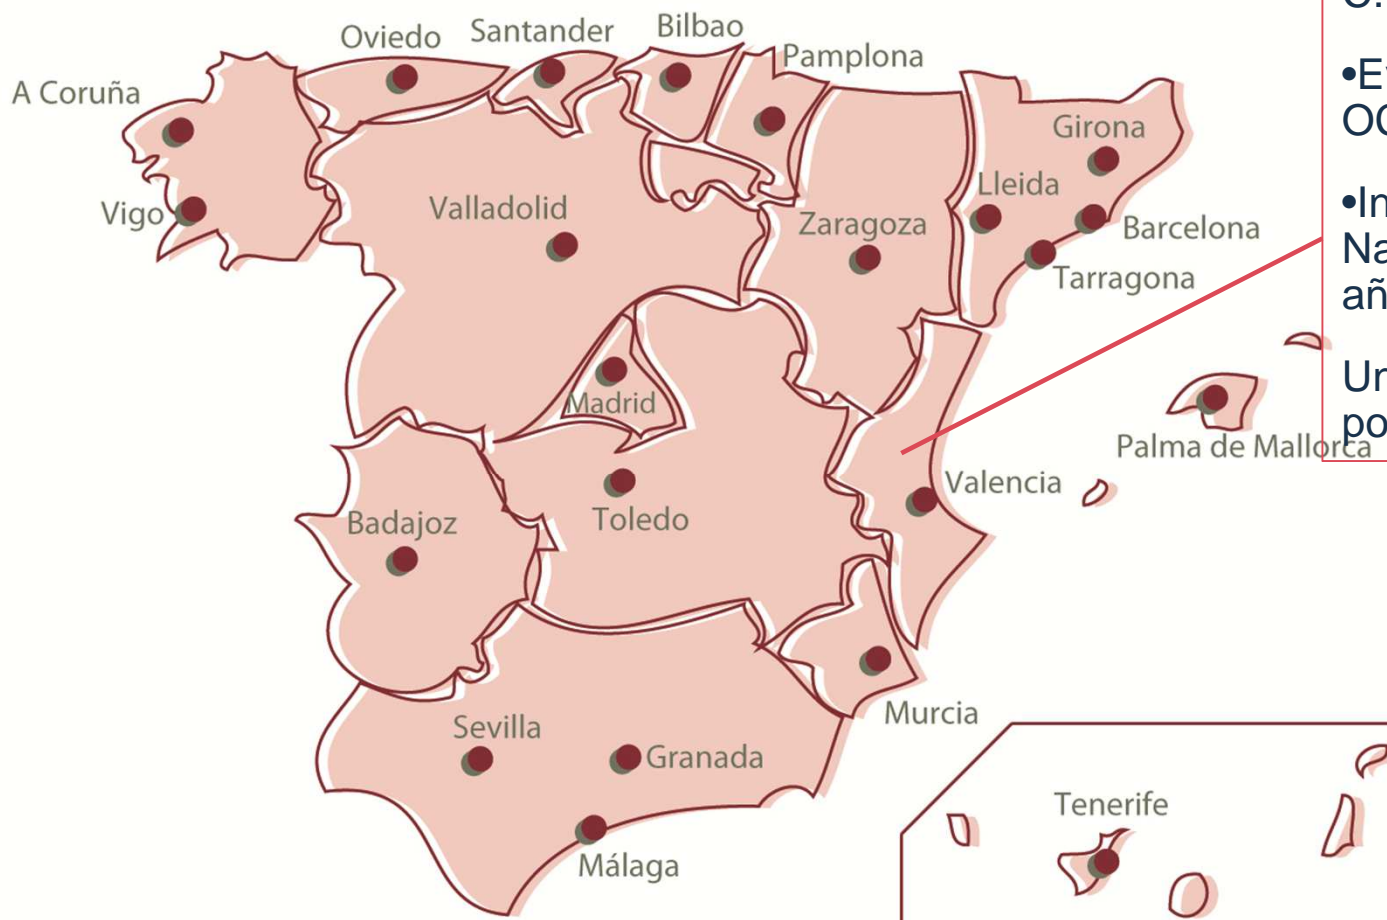 Oviedo
Santander
Bilbao
Pamplona
A Coruña
Girona
Lleida
Vigo
Valladolid
Zaragoza
Barcelona
Tarragona
Madrid
Palma de Mallorca
Valencia
Badajoz
Toledo
Murcia
Sevilla
Granada
Tenerife
Málaga